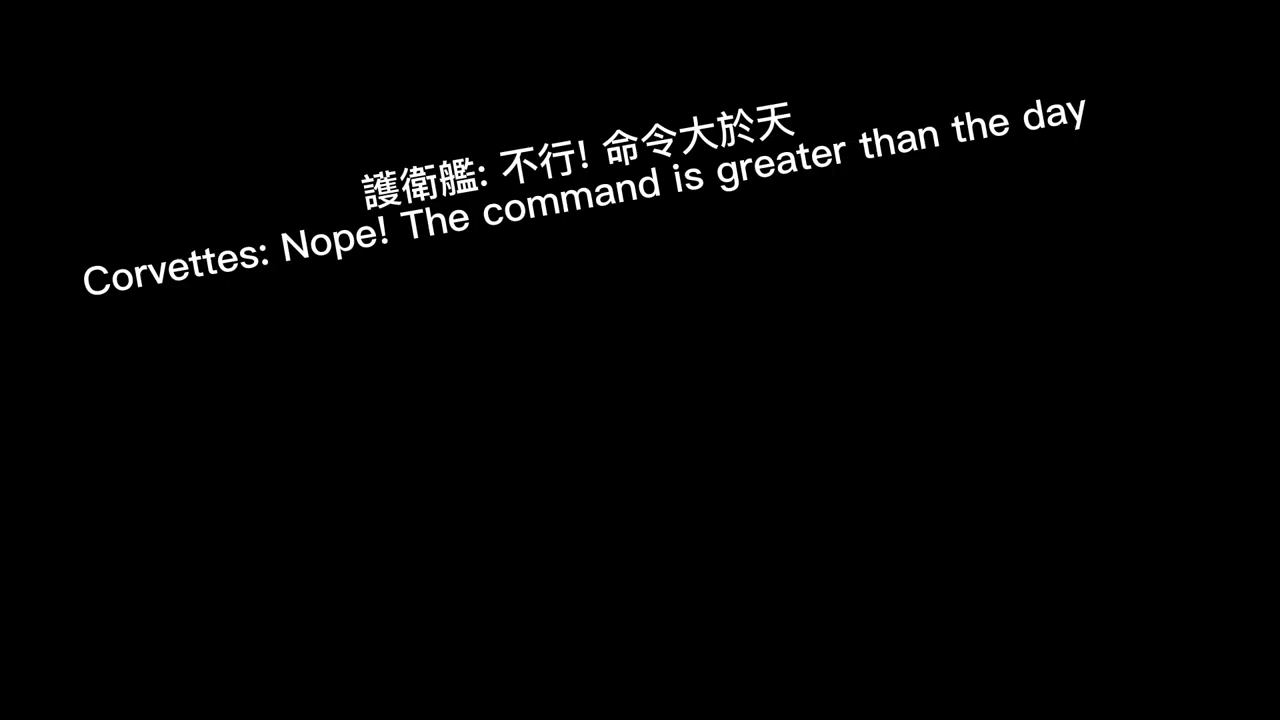 護衛艦: 不行! 命令大於天
Corvettes: Nope! The command is greater than the day